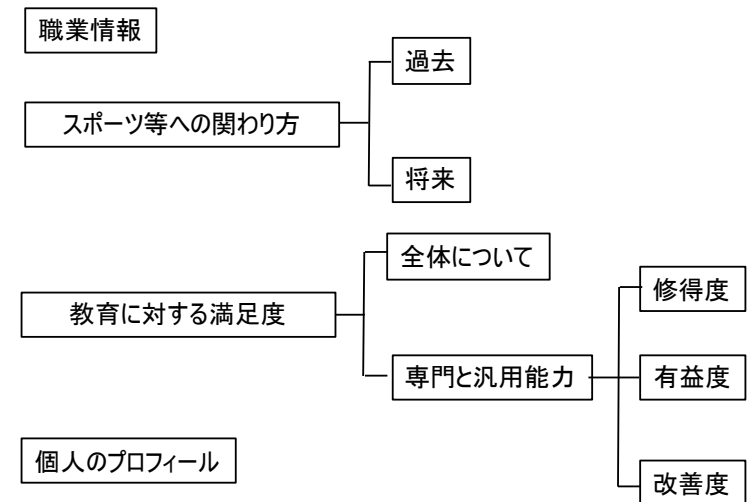 職業情報
過去
スポーツ等への関わり方
将来
全体について
修得度
教育に対する満足度
専門と汎用能力
有益度
個人のプロフィール
改善度